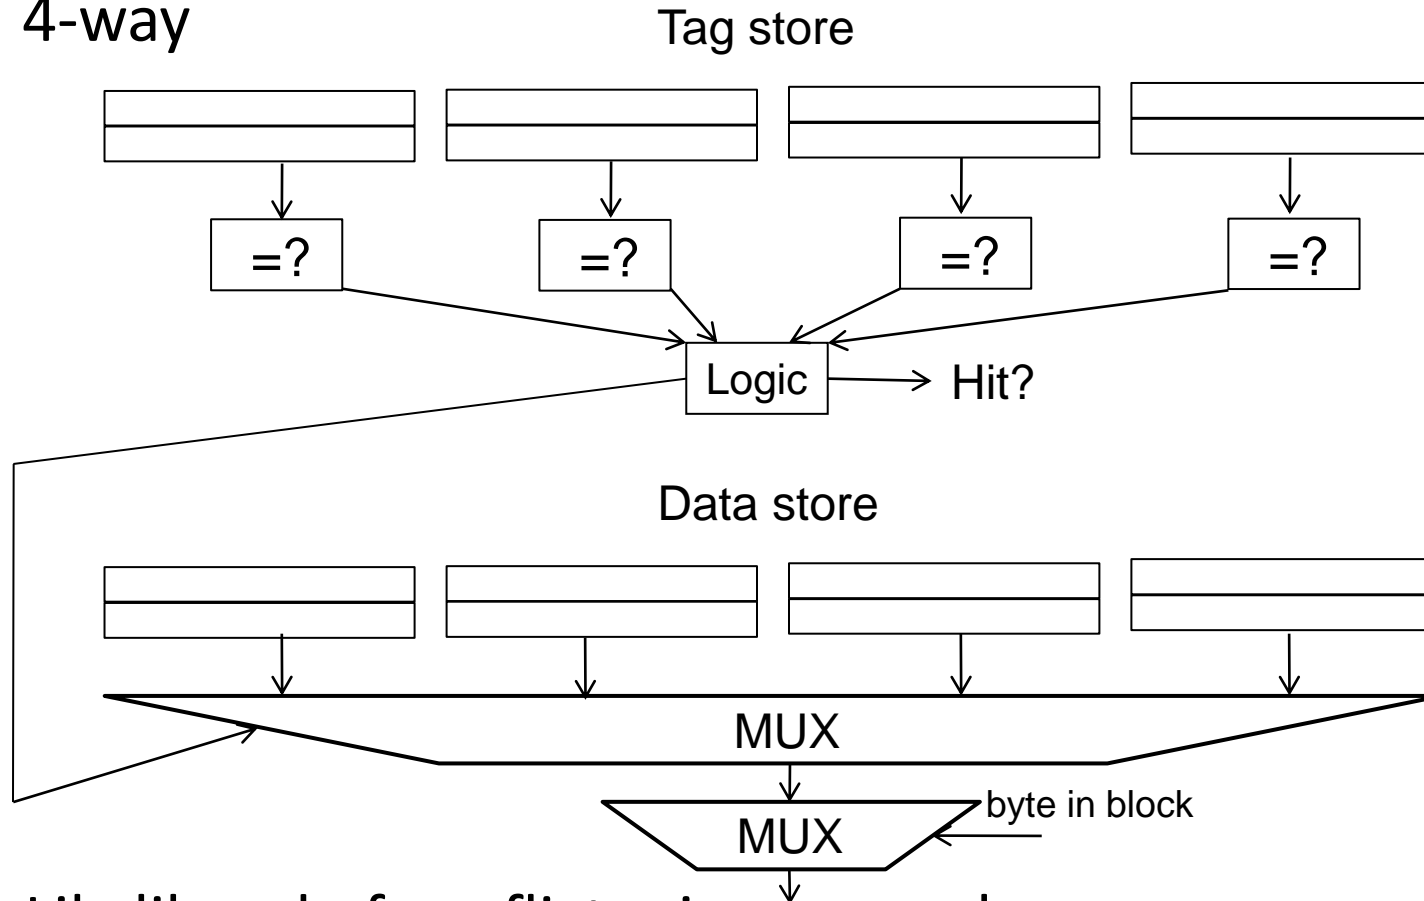 4-way
Tag store
=? =? =? =?
Logic
Hit?
Data store
MUX
byte in block
MUX